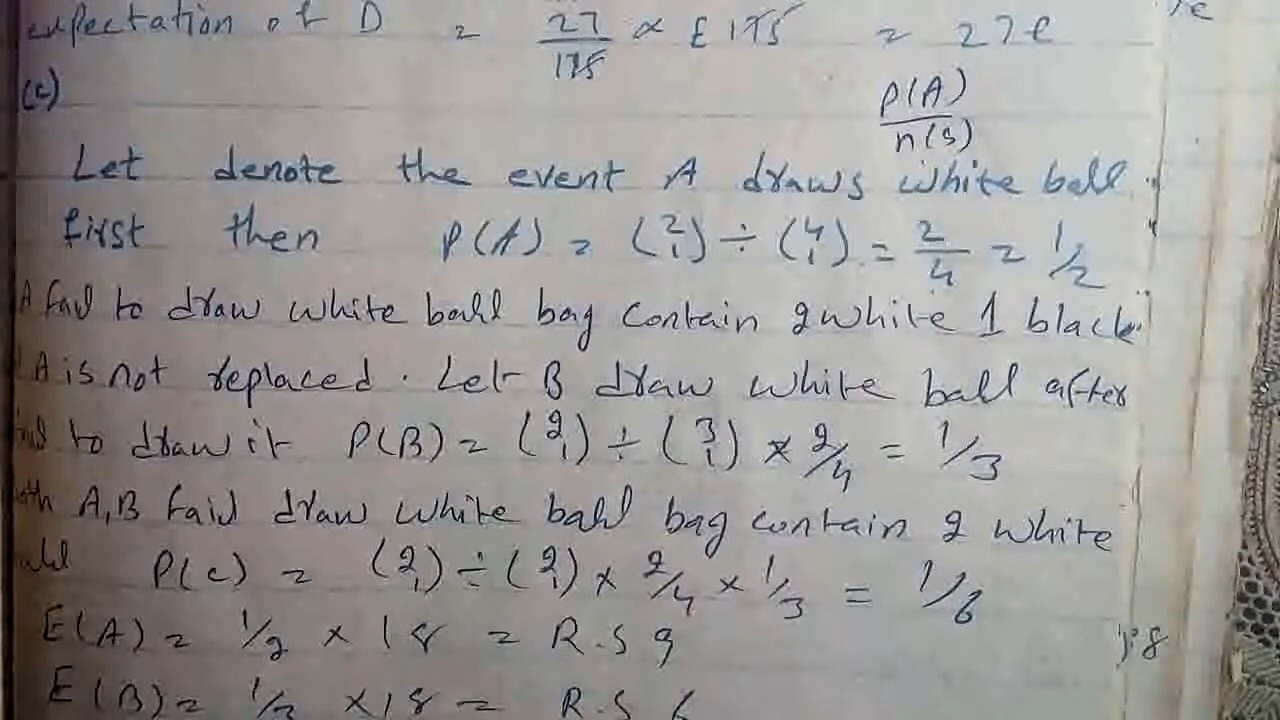 expectation of D = 27/175 × £175 = 27£
(c)
P(A)/n(s)
Let denote the event A draws white ball
first then P(A) = (2 1) ÷ (4 1) = 2/4 = 1/2
A fail to draw white ball bag contain 2 white 1 black
A is not replaced. Let B draw white ball after
to draw it P(B) = (2 1) ÷ (3 1) × 2/4 = 1/3
A, B faid draw white ball bag contain 2 white
P(c) = (2 1) ÷ (2 1) × 2/4 × 1/3 = 1/6
E(A) = 1/2 × 18 = R.S 9
E(B) = 1/3 × 18 = R.S 6